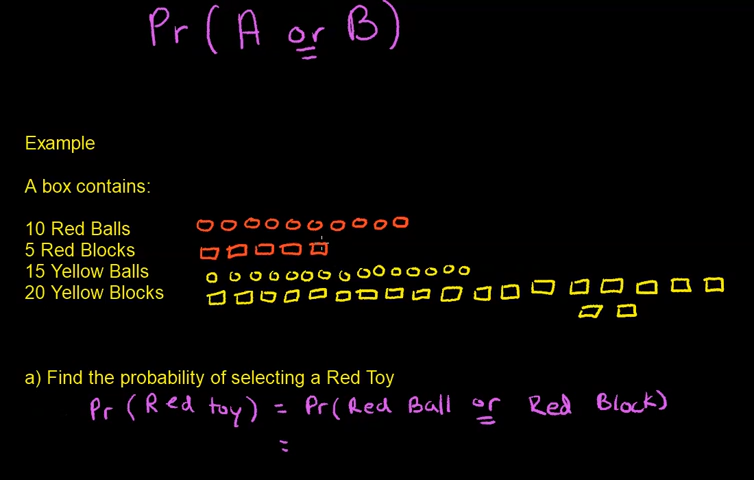 Pr ( A or B )
Example
A box contains:
10 Red Balls
5 Red Blocks
15 Yellow Balls
20 Yellow Blocks
a) Find the probability of selecting a Red Toy
Pr ( Red toy ) = Pr ( Red Ball or Red Block )
=